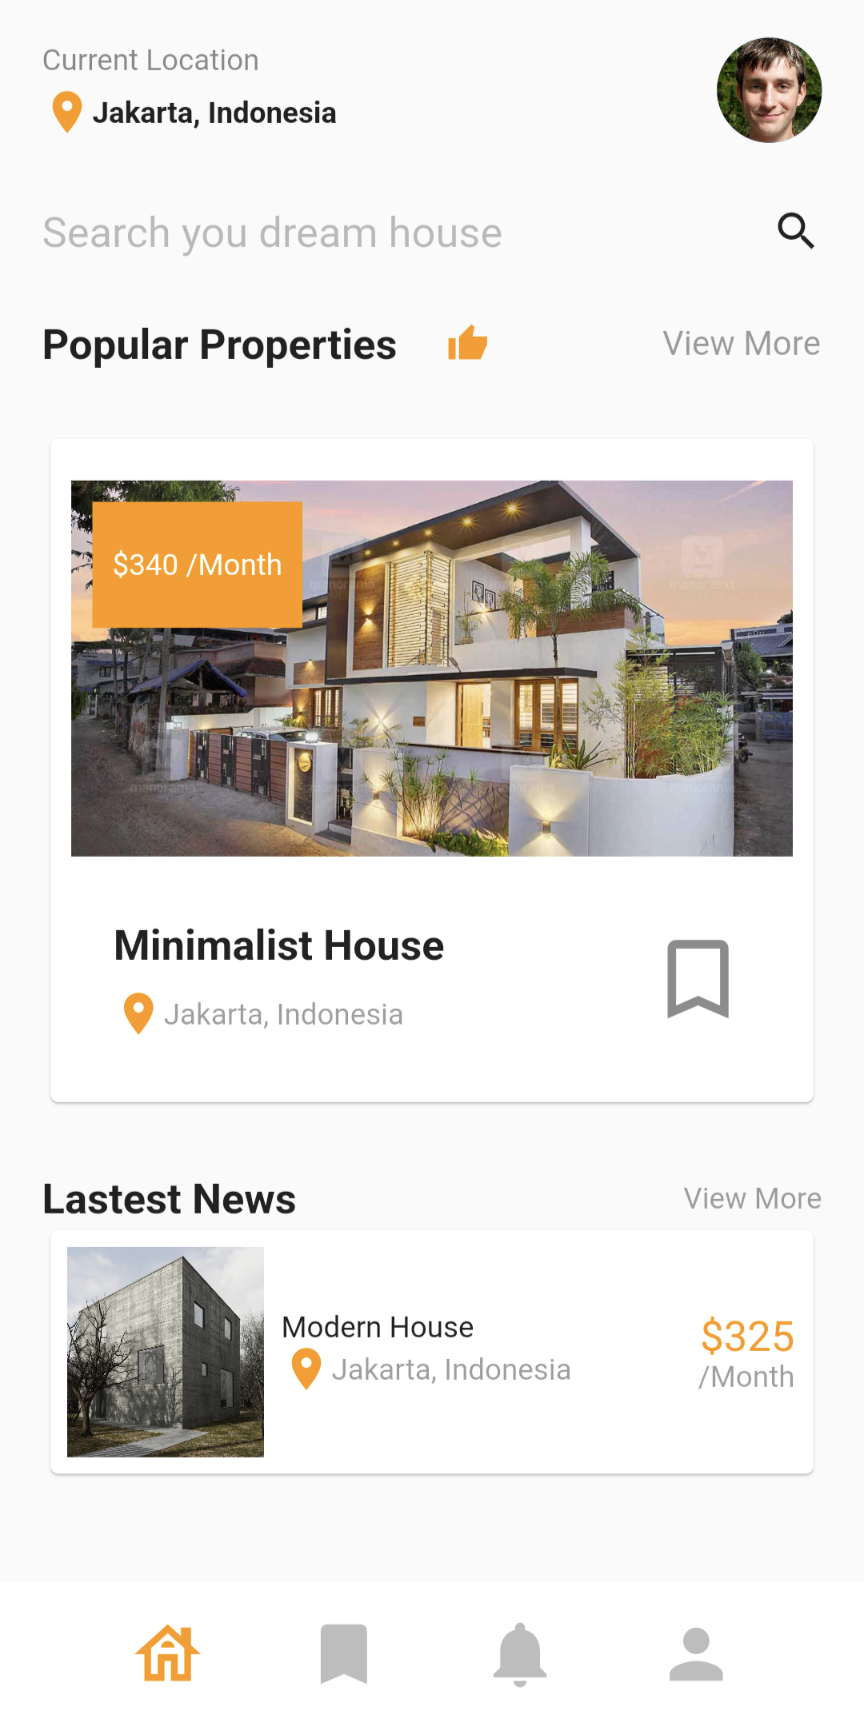 Current Location
Jakarta, Indonesia
Search you dream house
Popular Properties
View More
$340 /Month
Minimalist House
Jakarta, Indonesia
Lastest News
View More
Modern House
Jakarta, Indonesia
$325
/Month